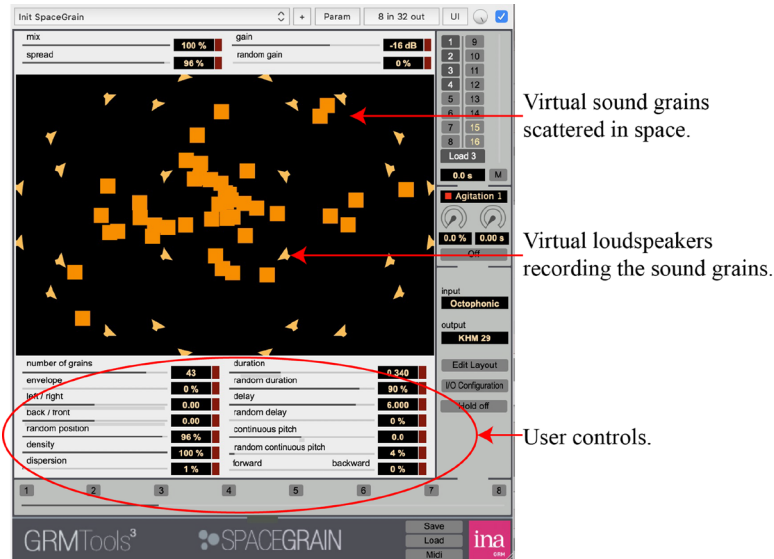 Init SpaceGrain + Param 8 in 32 out UI
mix 100 % gain -16 dB
spread 96 % random gain 0 %
1 9
2 10
3 11
4 12
5 13
6 14
7 15
8 16
Load 3
0.0 s M
Agitation 1
0.0 % 0.00 s
Off
input
Octophonic
output
KHM 29
Edit Layout
I/O Configuration
Hold off
Virtual sound grains
scattered in space.
Virtual loudspeakers
recording the sound grains.
User controls.
number of grains 43 duration 0.340
envelope 0 % random duration 90 %
left / right 0.00 delay 6.000
back / front 0.00 random delay 0 %
random position 96 % continuous pitch 0.0
density 100 % random continuous pitch 4 %
dispersion 1 % forward backward 0 %
1 2 3 4 5 6 7 8
GRMTools3 SPACEGRAIN
Save
Load
Midi
ina
GRM